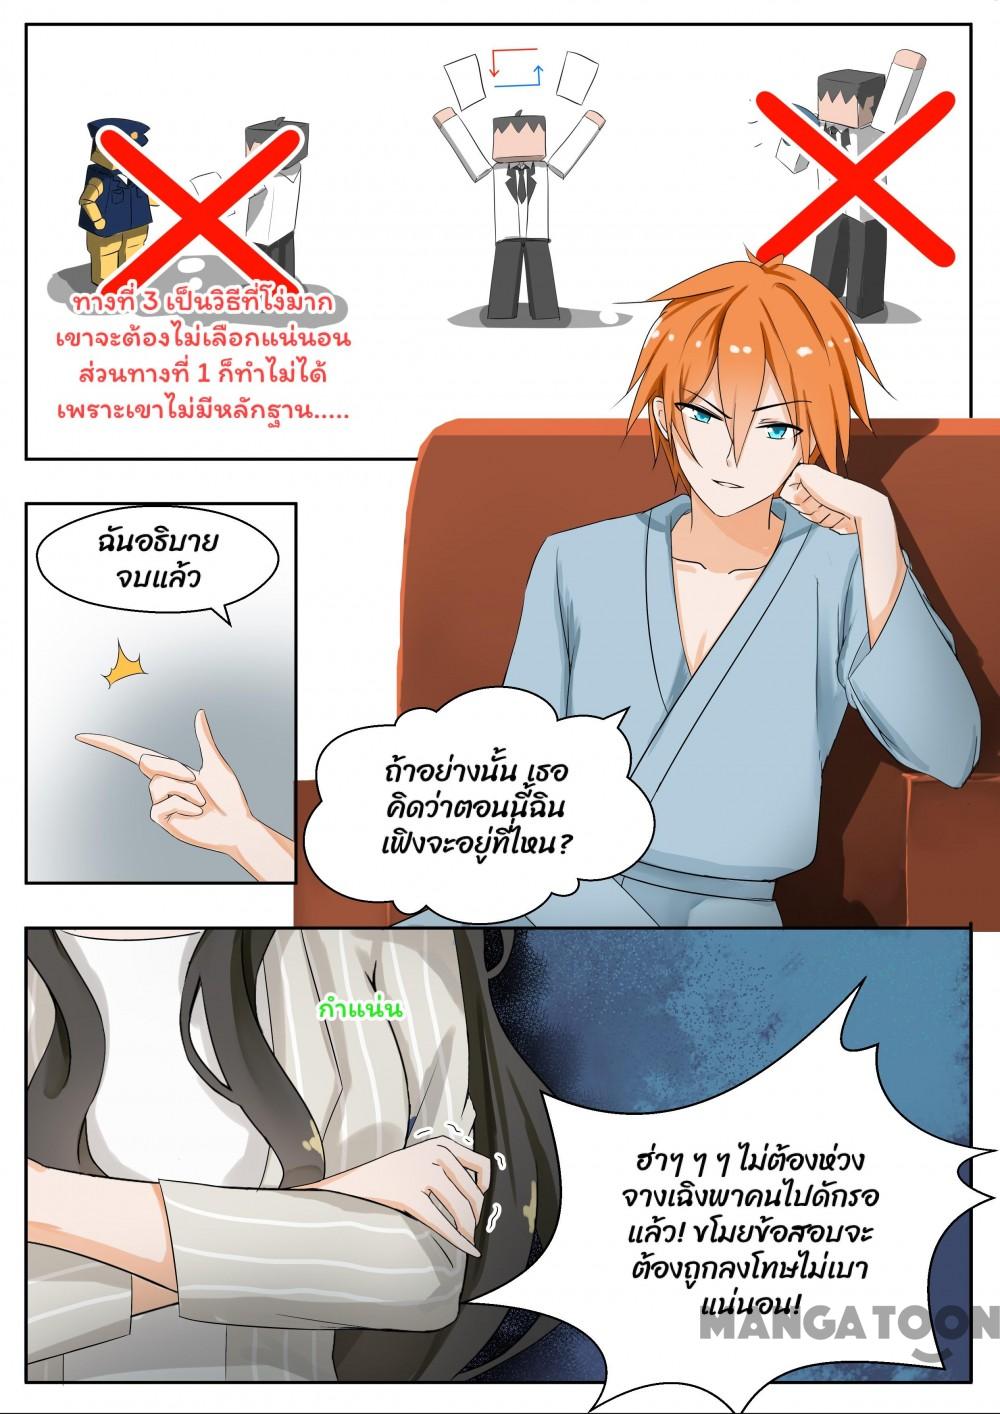 ทางที่ 3 เป็นวิธีที่โง่มาก
เขาจะต้องไม่เลือกแน่นอน
ส่วนทางที่ 1 ก็ทำไม่ได้
เพราะเขาไม่มีหลักฐาน.....
ฉันอธิบาย
จบแล้ว
ถ้าอย่างนั้น เธอ
คิดว่าตอนนี้ฉิน
เฟิงจะอยู่ที่ไหน?
กำแน่น
ฮ่าๆ ๆ ๆ ไม่ต้องห่วง
จางเฉิงพาคนไปดักรอ
แล้ว! ขโมยข้อสอบจะ
ต้องถูกลงโทษไม่เบา
แน่นอน!
MANGATOON